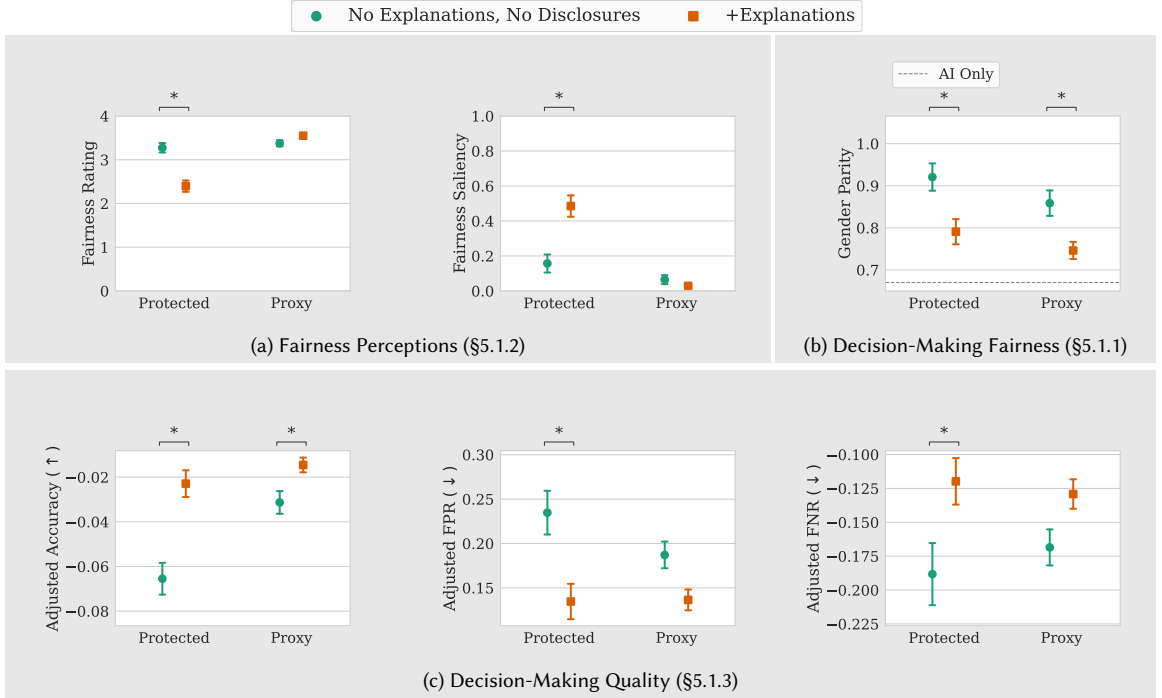 No Explanations, No Disclosures +Explanations
*
Fairness Rating
4
3
2
1
0
Protected Proxy
*
Fairness Saliency
1.0
0.8
0.6
0.4
0.2
0.0
Protected Proxy
(a) Fairness Perceptions (§5.1.2)
AI Only
* *
Gender Parity
1.0
0.9
0.8
0.7
Protected Proxy
(b) Decision-Making Fairness (§5.1.1)
* *
Adjusted Accuracy (↑)
−0.02
−0.04
−0.06
−0.08
Protected Proxy
*
Adjusted FPR (↓)
0.30
0.25
0.20
0.15
Protected Proxy
*
Adjusted FNR (↓)
−0.100
−0.125
−0.150
−0.175
−0.200
−0.225
Protected Proxy
(c) Decision-Making Quality (§5.1.3)